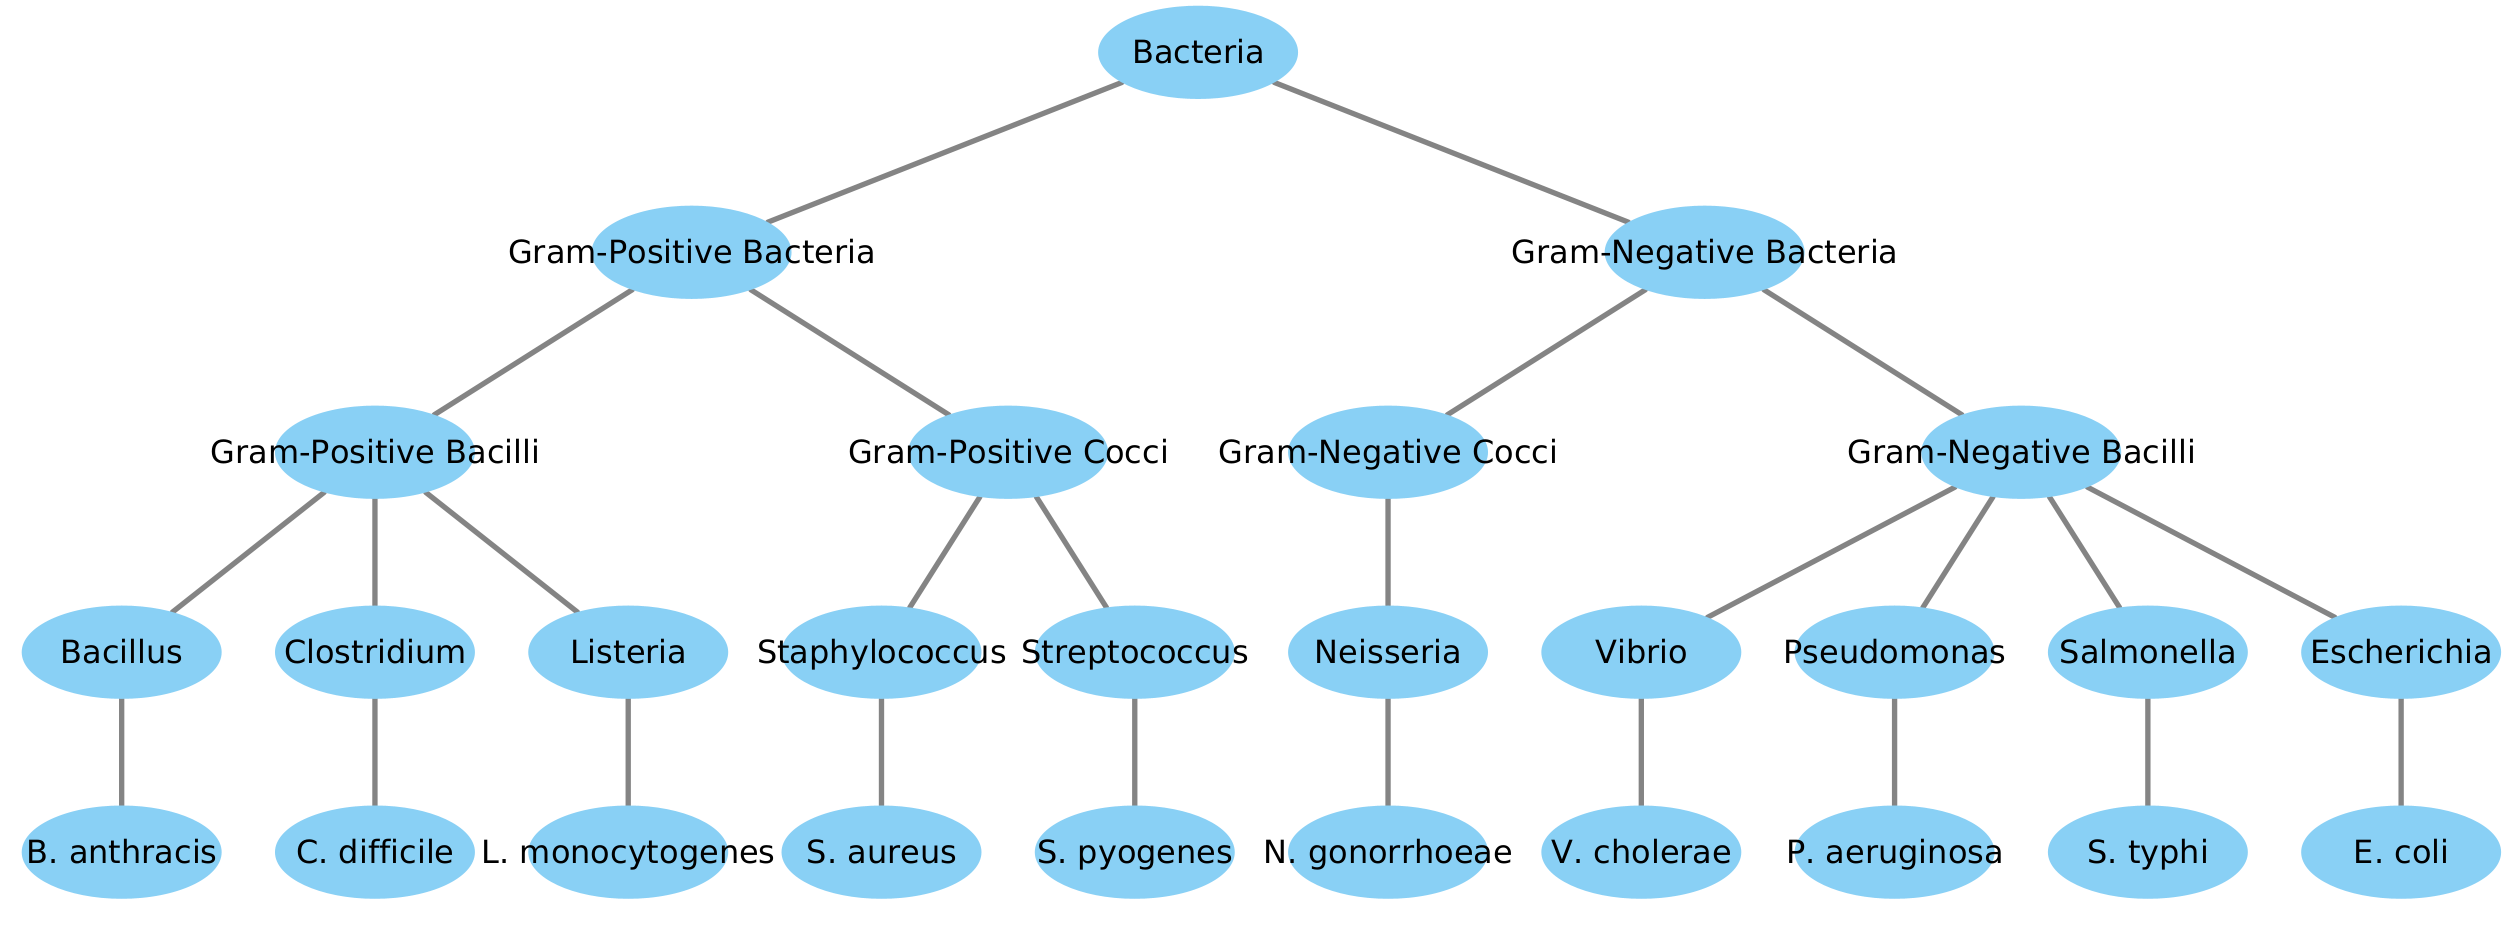 Bacteria
Gram-Positive Bacteria
Gram-Negative Bacteria
Gram-Positive Bacilli
Gram-Positive Cocci
Gram-Negative Cocci
Gram-Negative Bacilli
Bacillus
Clostridium
Listeria
Staphylococcus
Streptococcus
Neisseria
Vibrio
Pseudomonas
Salmonella
Escherichia
B. anthracis
C. difficile
L. monocytogenes
S. aureus
S. pyogenes
N. gonorrhoeae
V. cholerae
P. aeruginosa
S. typhi
E. coli